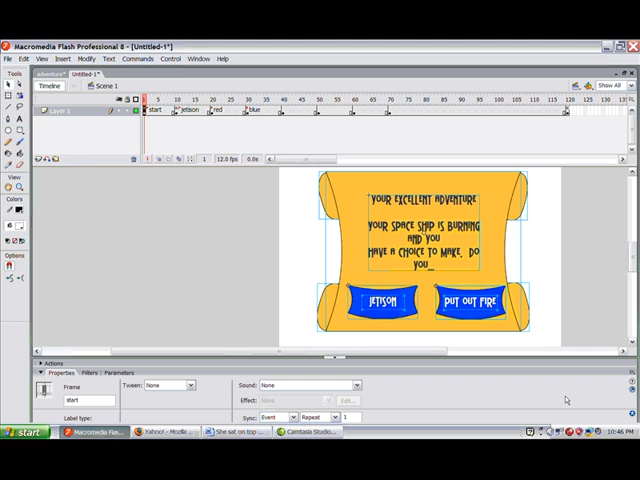 Macromedia Flash Professional 8 - [Untitled-1*]
File Edit View Insert Modify Text Commands Control Window Help
Tools
adventure* Untitled-1*
Timeline Scene 1 Show All
1 5 10 15 20 25 30 35 40 45 50 55 60 65 70 75 80 85 90 95 100 105 110 115 120 125 130
Layer 1 start jetison red blue
1 12.0 fps 0.0s
View
Colors
Options
YOUR EXCELLENT ADVENTURE
YOUR SPACE SHIP IS BURNING
AND YOU
HAVE A CHOICE TO MAKE. DO
YOU...
JETISON PUT OUT FIRE
Actions
Properties Filters Parameters
Frame Tween: None Sound: None
start Effect: None Edit...
Label type: Sync: Event Repeat 1
start Macromedia Flash Pr... Yahoo! - Mozilla ... She sat on top ... Camtasia Studio... 10:46 PM